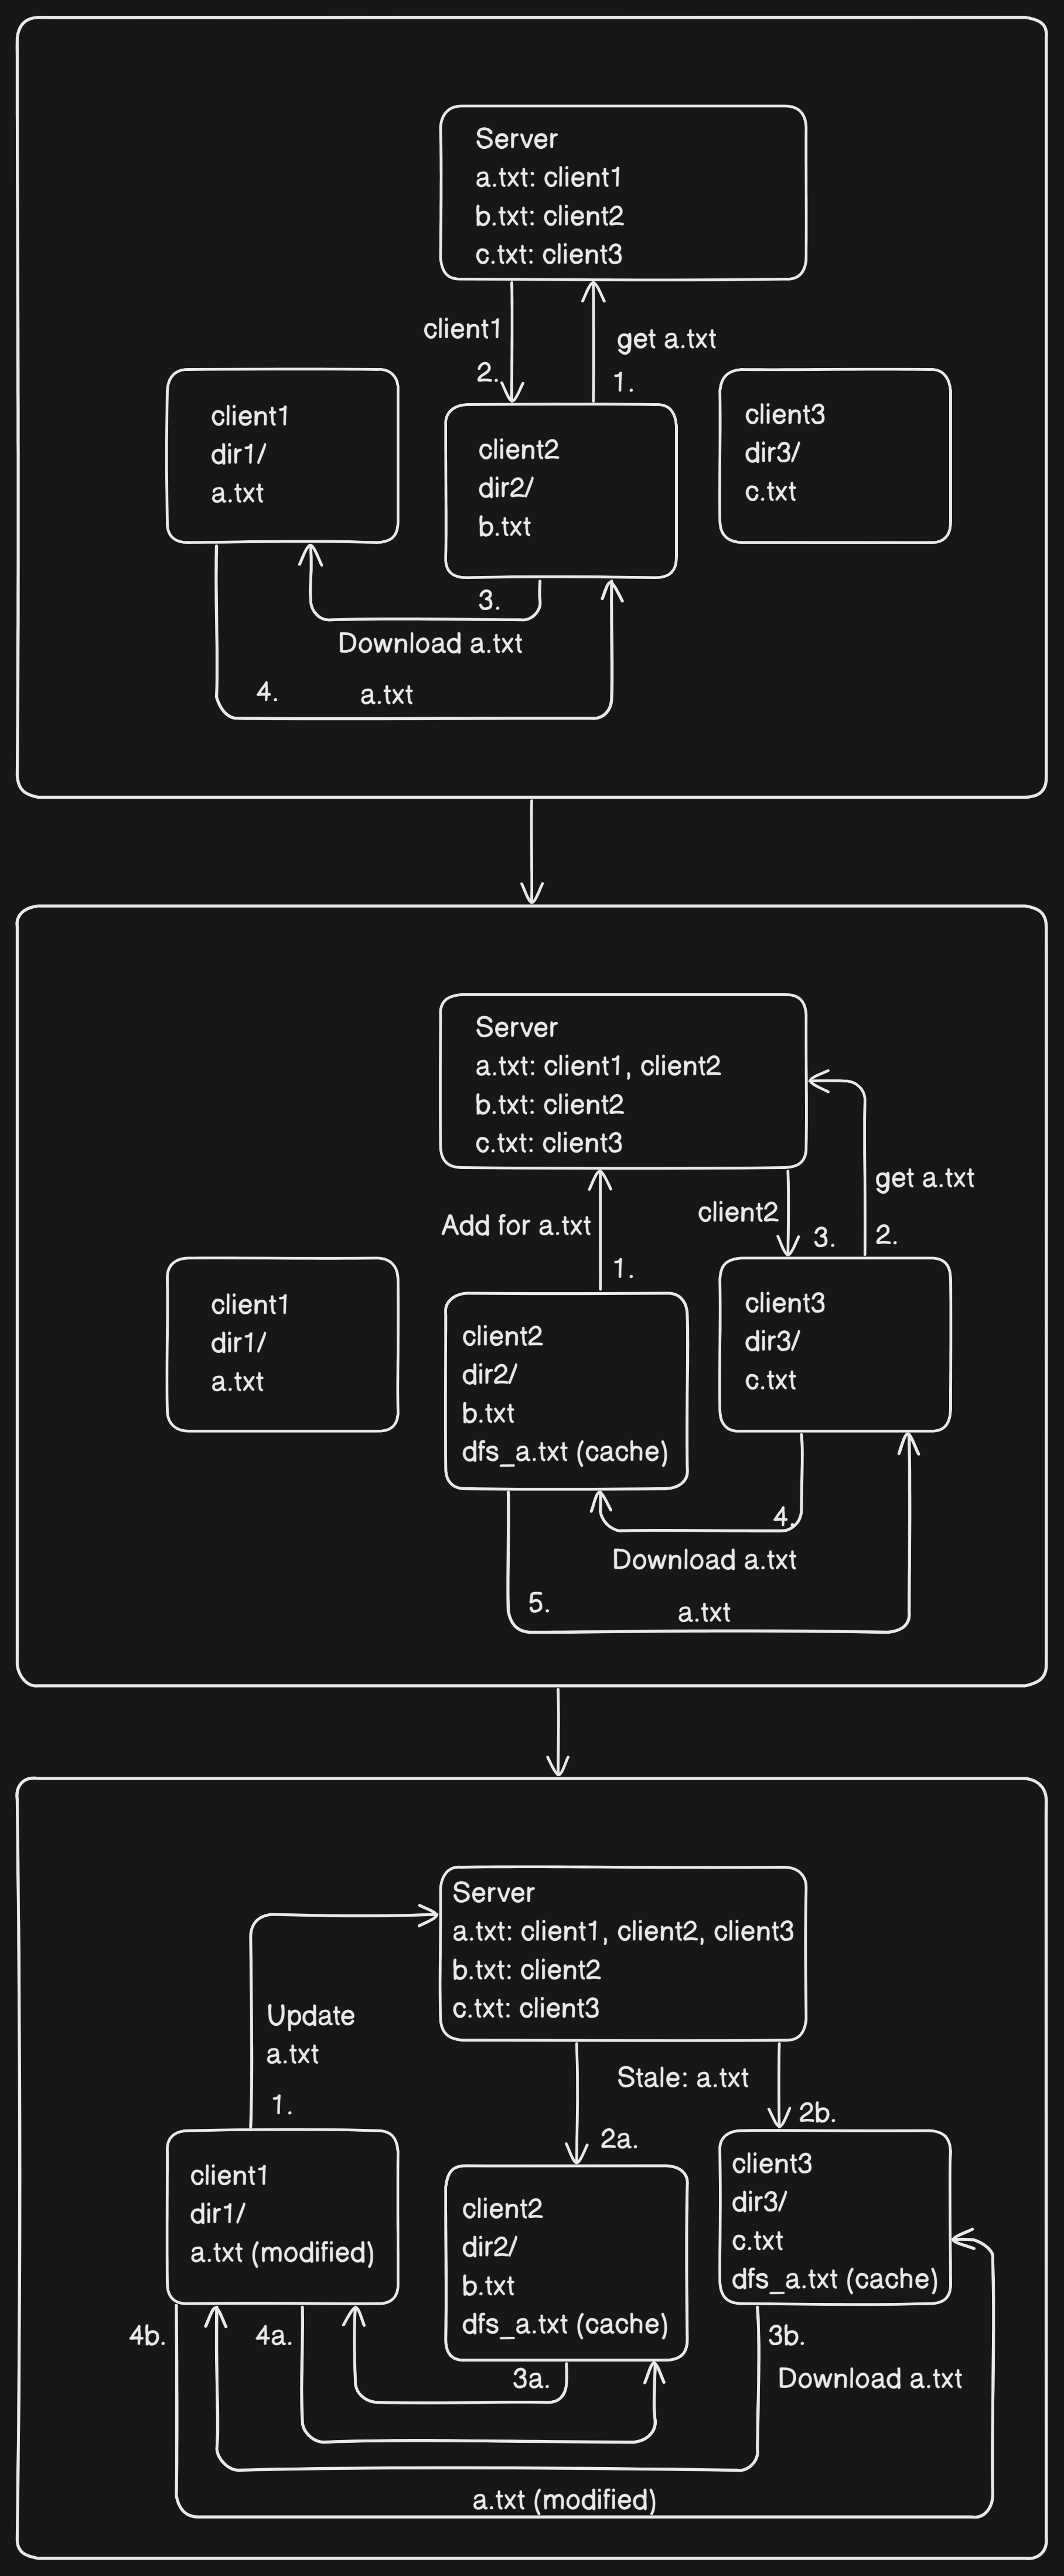 Server
a.txt: client1
b.txt: client2
c.txt: client3
client1
get a.txt
2.
1.
client1
dir1/
a.txt
client2
dir2/
b.txt
client3
dir3/
c.txt
3.
Download a.txt
4.
a.txt
Server
a.txt: client1, client2
b.txt: client2
c.txt: client3
get a.txt
Add for a.txt
client2
1.
3.
2.
client1
dir1/
a.txt
client2
dir2/
b.txt
dfs_a.txt (cache)
client3
dir3/
c.txt
4.
Download a.txt
5.
a.txt
Server
a.txt: client1, client2, client3
b.txt: client2
c.txt: client3
Update
a.txt
1.
Stale: a.txt
2a.
2b.
client1
dir1/
a.txt (modified)
client2
dir2/
b.txt
dfs_a.txt (cache)
client3
dir3/
c.txt
dfs_a.txt (cache)
4b.
4a.
3a.
3b.
Download a.txt
a.txt (modified)